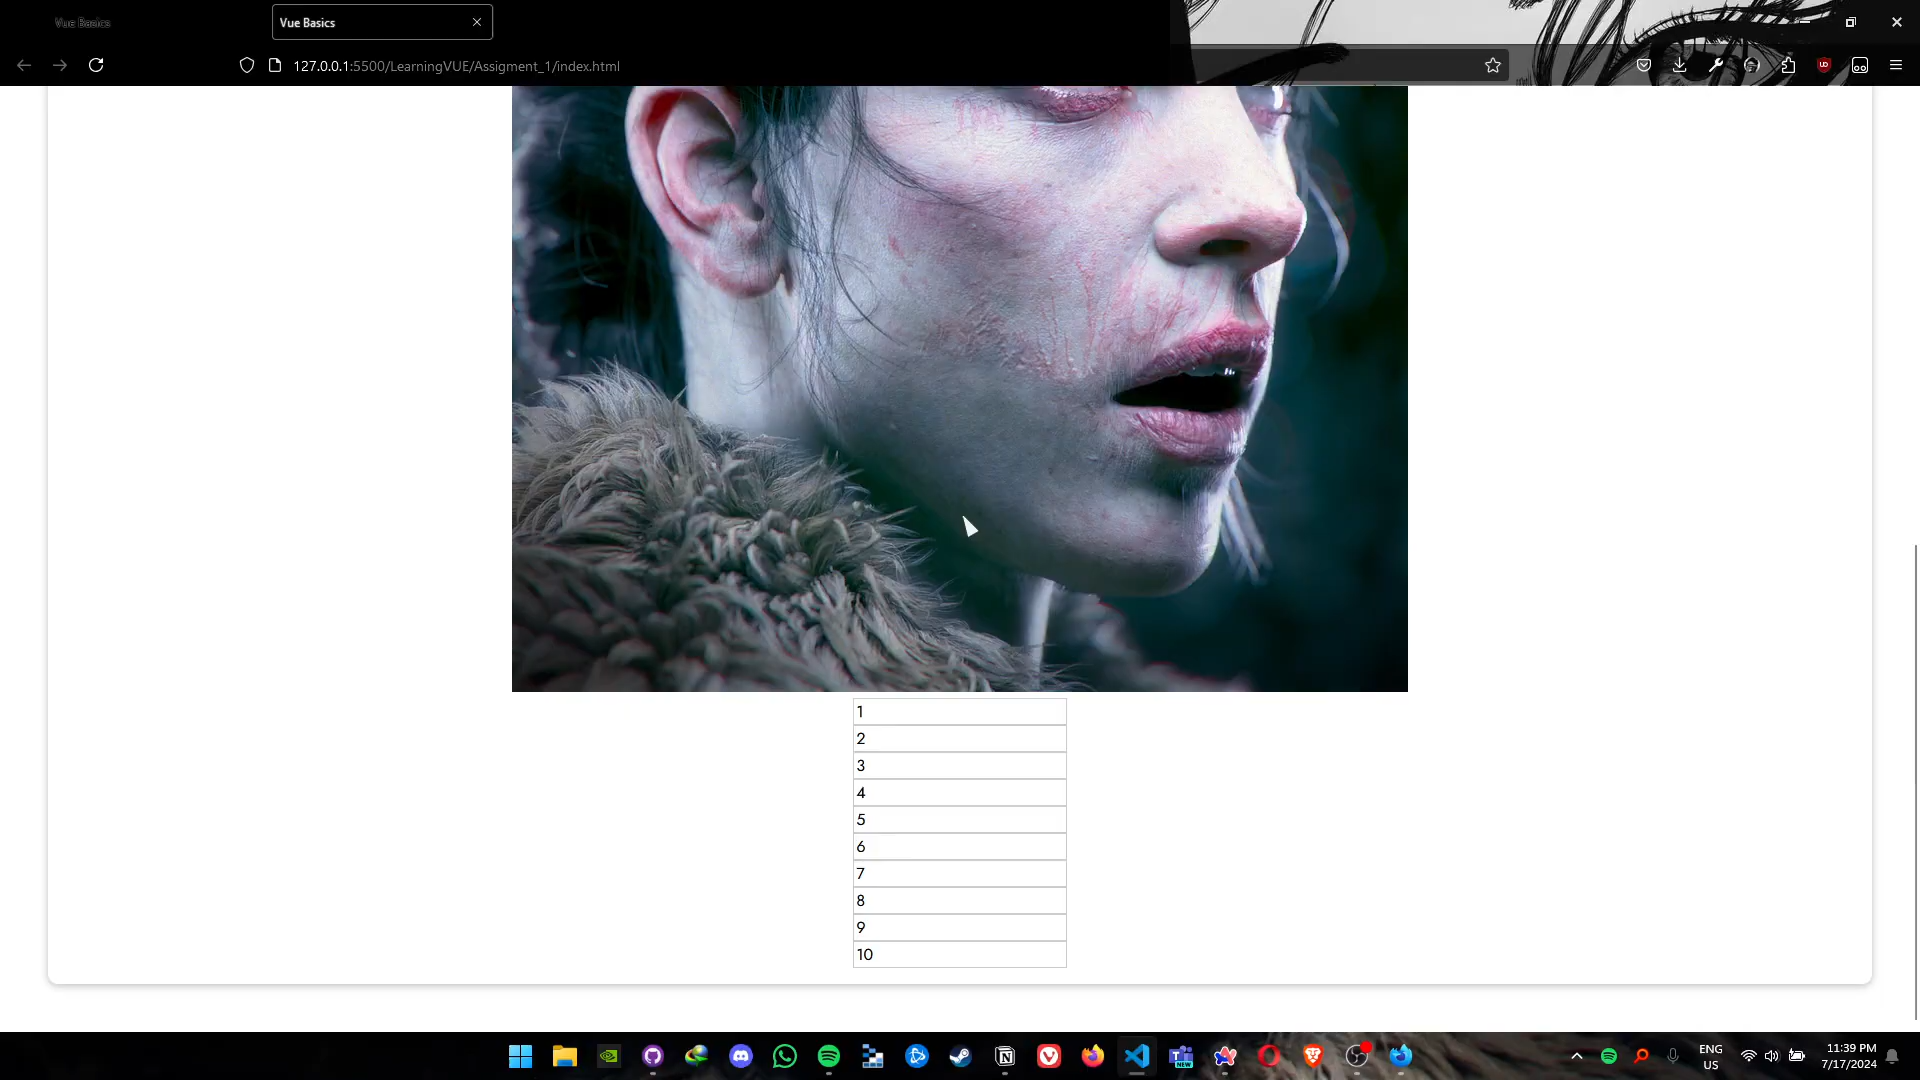 Vue Basics
Vue Basics
127.0.0.1:5500/LearningVUE/Assigment_1/index.html
1
2
3
4
5
6
7
8
9
10
ENG
US
11:39 PM
7/17/2024